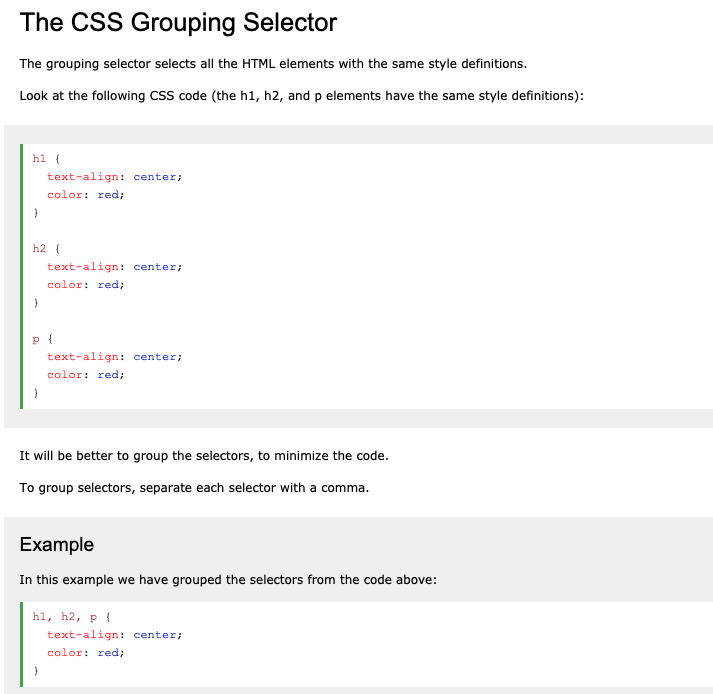 The CSS Grouping Selector
The grouping selector selects all the HTML elements with the same style definitions.
Look at the following CSS code (the h1, h2, and p elements have the same style definitions):
h1 {
  text-align: center;
  color: red;
}
h2 {
  text-align: center;
  color: red;
}
p {
  text-align: center;
  color: red;
}
It will be better to group the selectors, to minimize the code.
To group selectors, separate each selector with a comma.
Example
In this example we have grouped the selectors from the code above:
h1, h2, p {
  text-align: center;
  color: red;
}